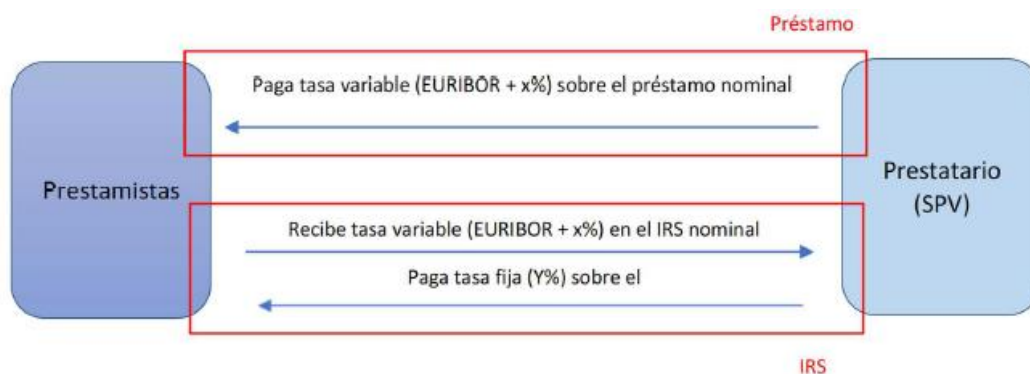 Préstamo
Paga tasa variable (EURIBOR + x%) sobre el préstamo nominal
Prestamistas
Prestatario
(SPV)
Recibe tasa variable (EURIBOR + x%) en el IRS nominal
Paga tasa fija (Y%) sobre el
IRS